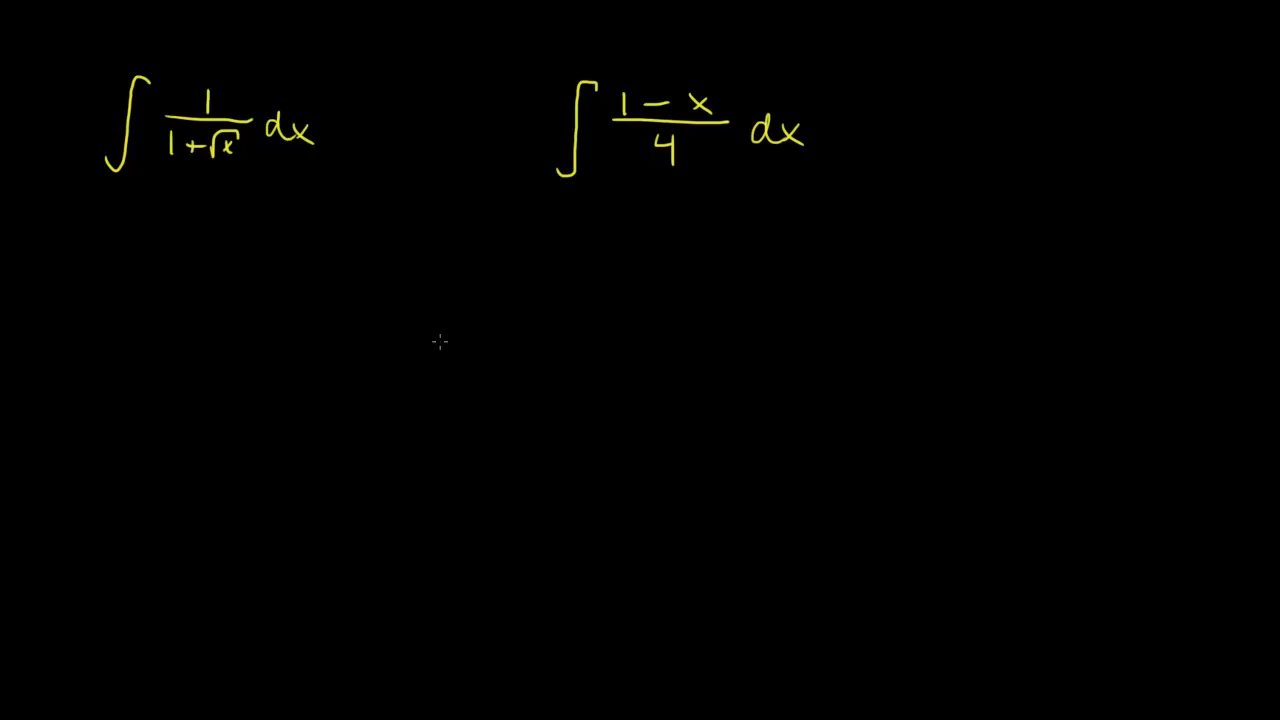 ∫ 1/(1+√x) dx    ∫ (1 - x)/4 dx